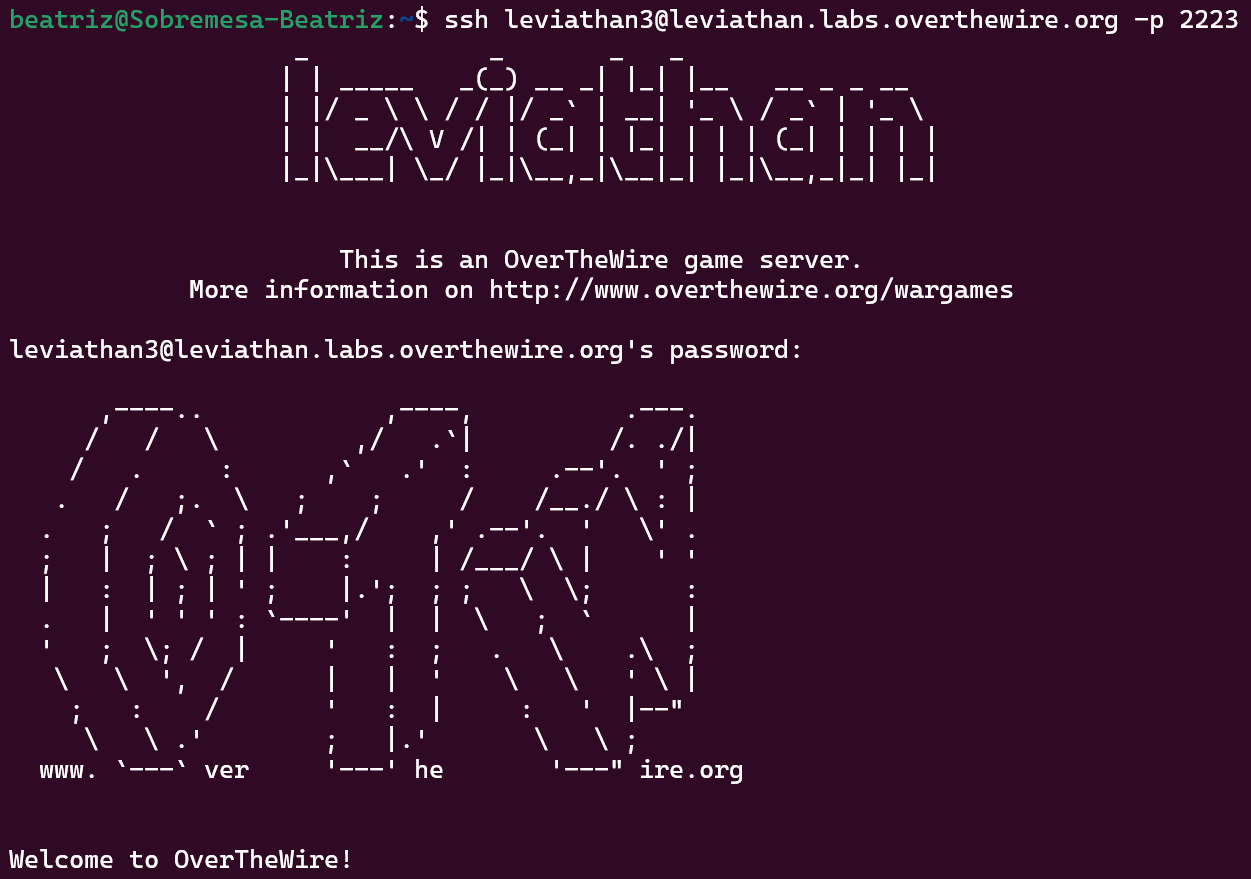 beatriz@Sobremesa-Beatriz:~$ ssh leviathan3@leviathan.labs.overthewire.org -p 2223
leviathan
This is an OverTheWire game server.
More information on http://www.overthewire.org/wargames
leviathan3@leviathan.labs.overthewire.org's password:
www. ver he ire.org
Welcome to OverTheWire!